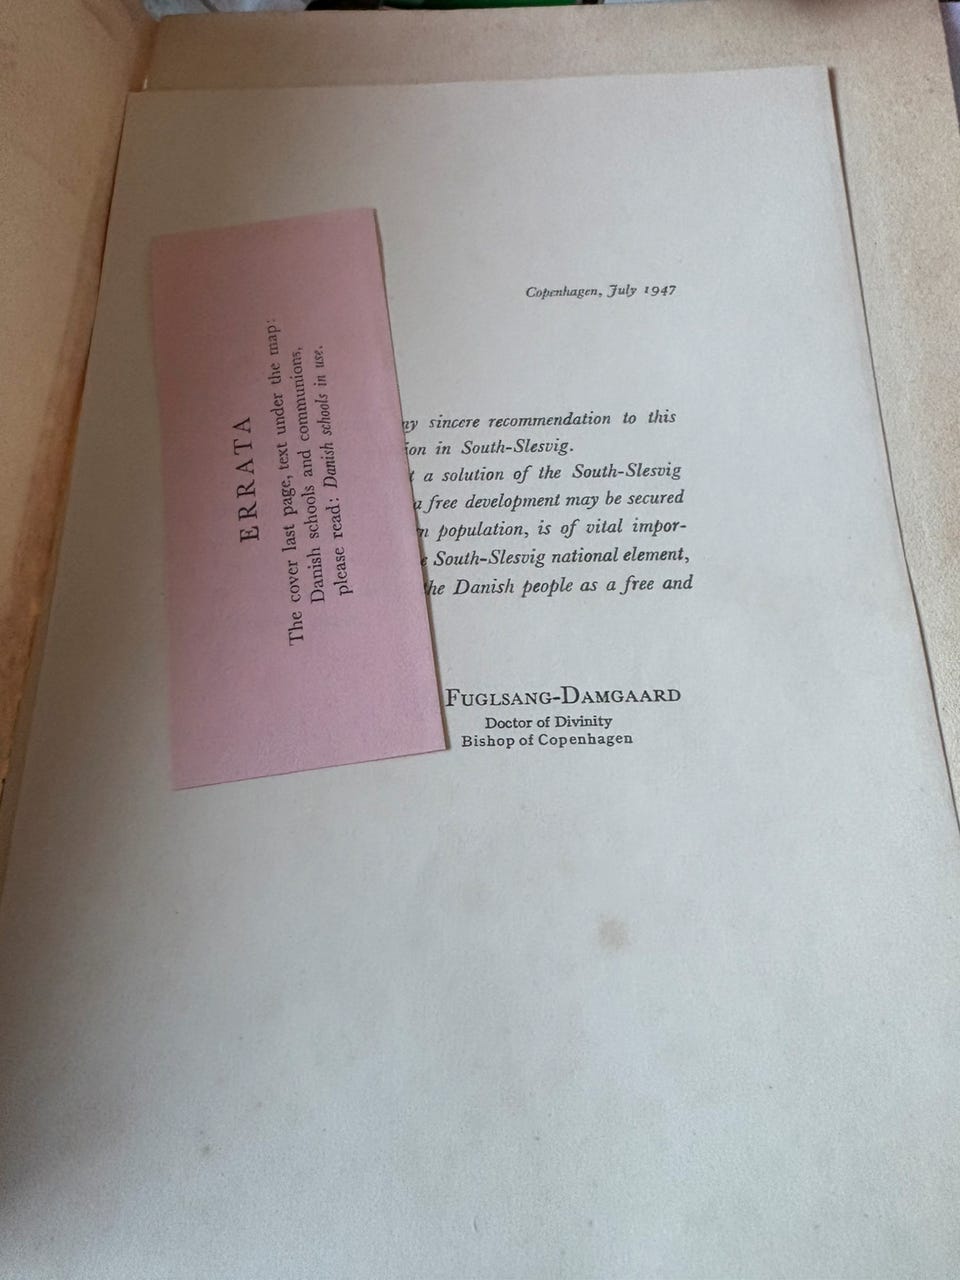 Copenhagen, July 1947
sincere recommendation to this
in South-Slesvig.
a solution of the South-Slesvig
a free development may be secured
population, is of vital impor-
South-Slesvig national element,
the Danish people as a free and
FUGLSANG-DAMGAARD
Doctor of Divinity
Bishop of Copenhagen
ERRATA
The cover last page, text under the map:
Danish schools and communions,
please read: Danish schools in use.